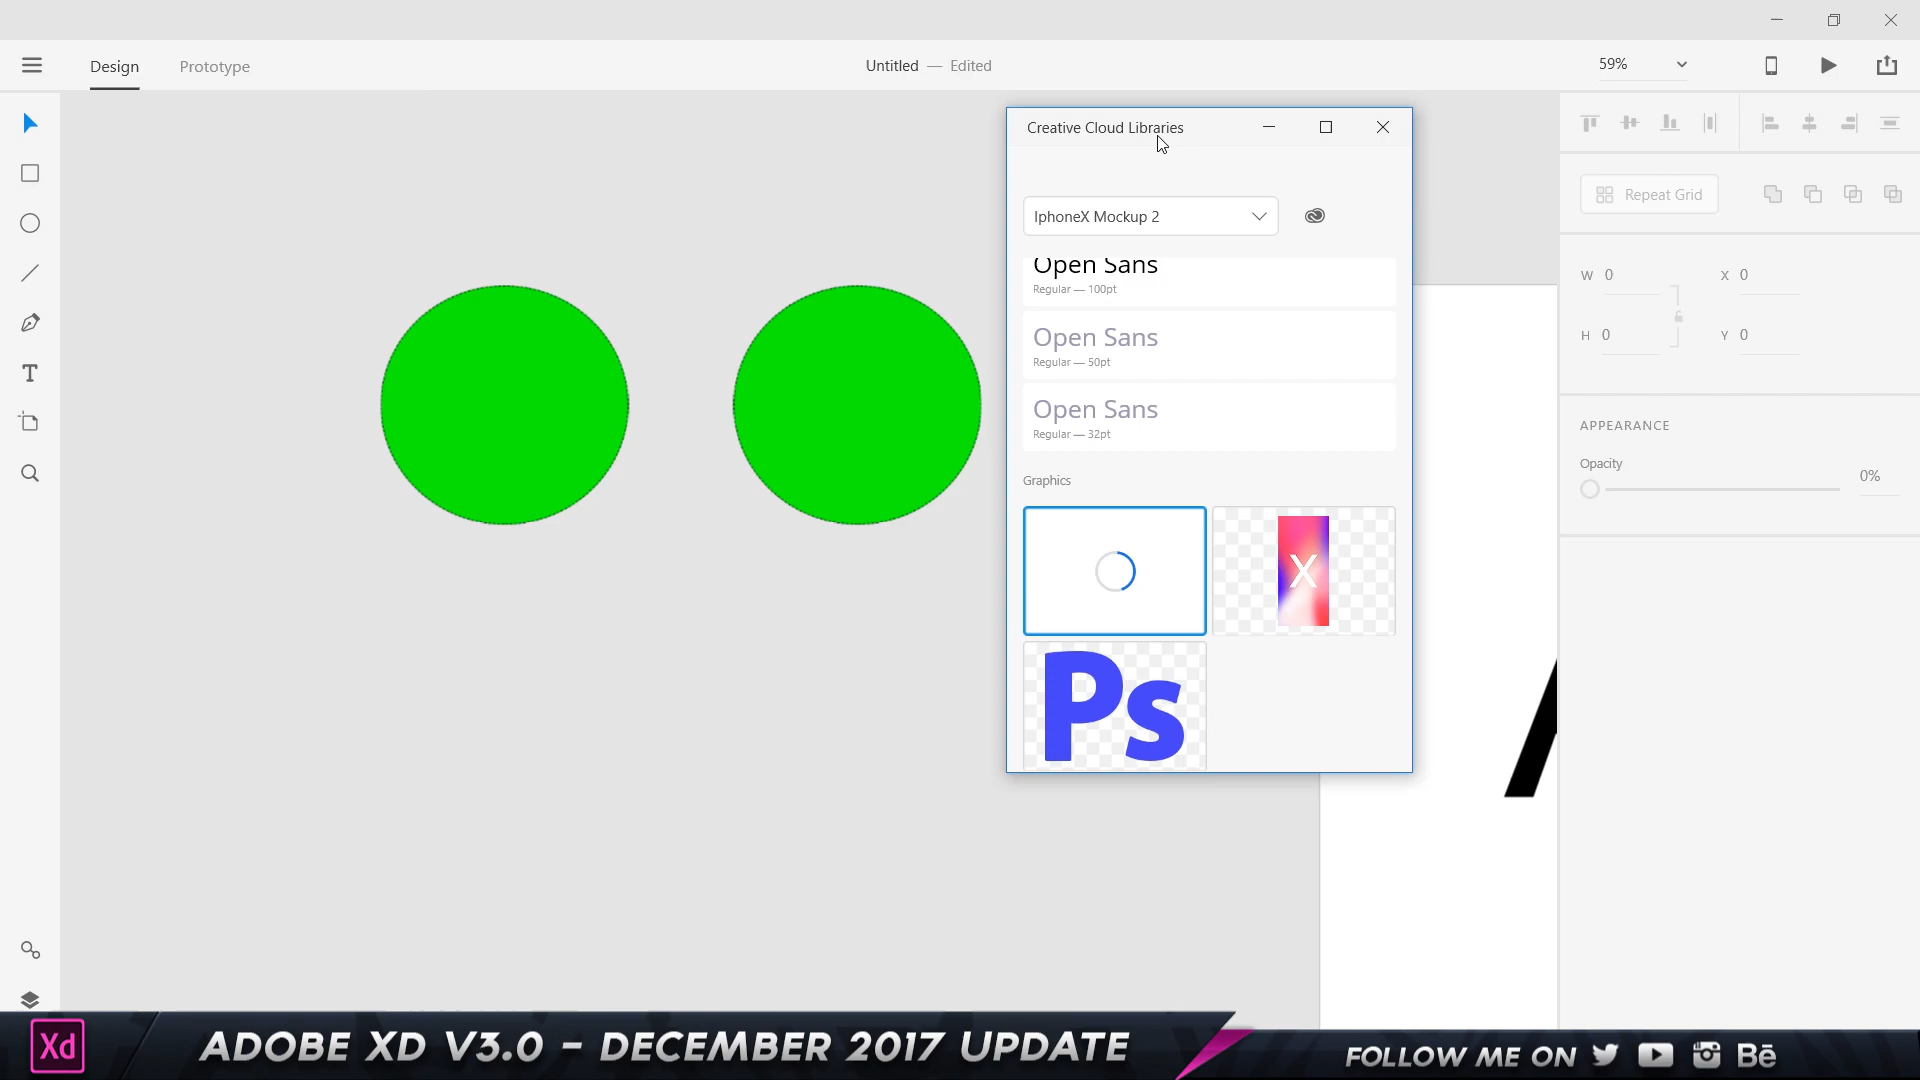 Design
Prototype
Untitled — Edited
59%
Creative Cloud Libraries
IphoneX Mockup 2
Open Sans
Regular — 100pt
Open Sans
Regular — 50pt
Open Sans
Regular — 32pt
Graphics
X
Ps
Repeat Grid
W 0
X 0
H 0
Y 0
APPEARANCE
Opacity
0%
Xd
ADOBE XD V3.0 - DECEMBER 2017 UPDATE
FOLLOW ME ON
Bē